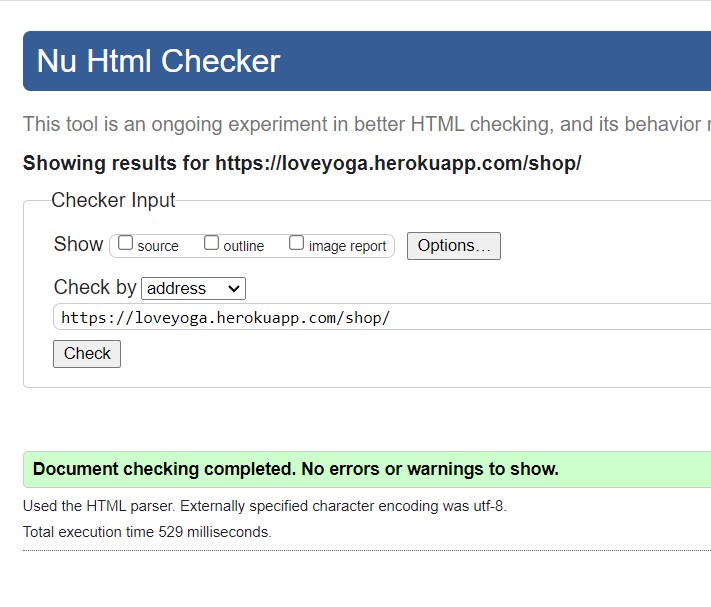 Nu Html Checker
This tool is an ongoing experiment in better HTML checking, and its behavior
Showing results for https://loveyoga.herokuapp.com/shop/
Checker Input
Show source outline image report Options...
Check by address
https://loveyoga.herokuapp.com/shop/
Check
Document checking completed. No errors or warnings to show.
Used the HTML parser. Externally specified character encoding was utf-8.
Total execution time 529 milliseconds.